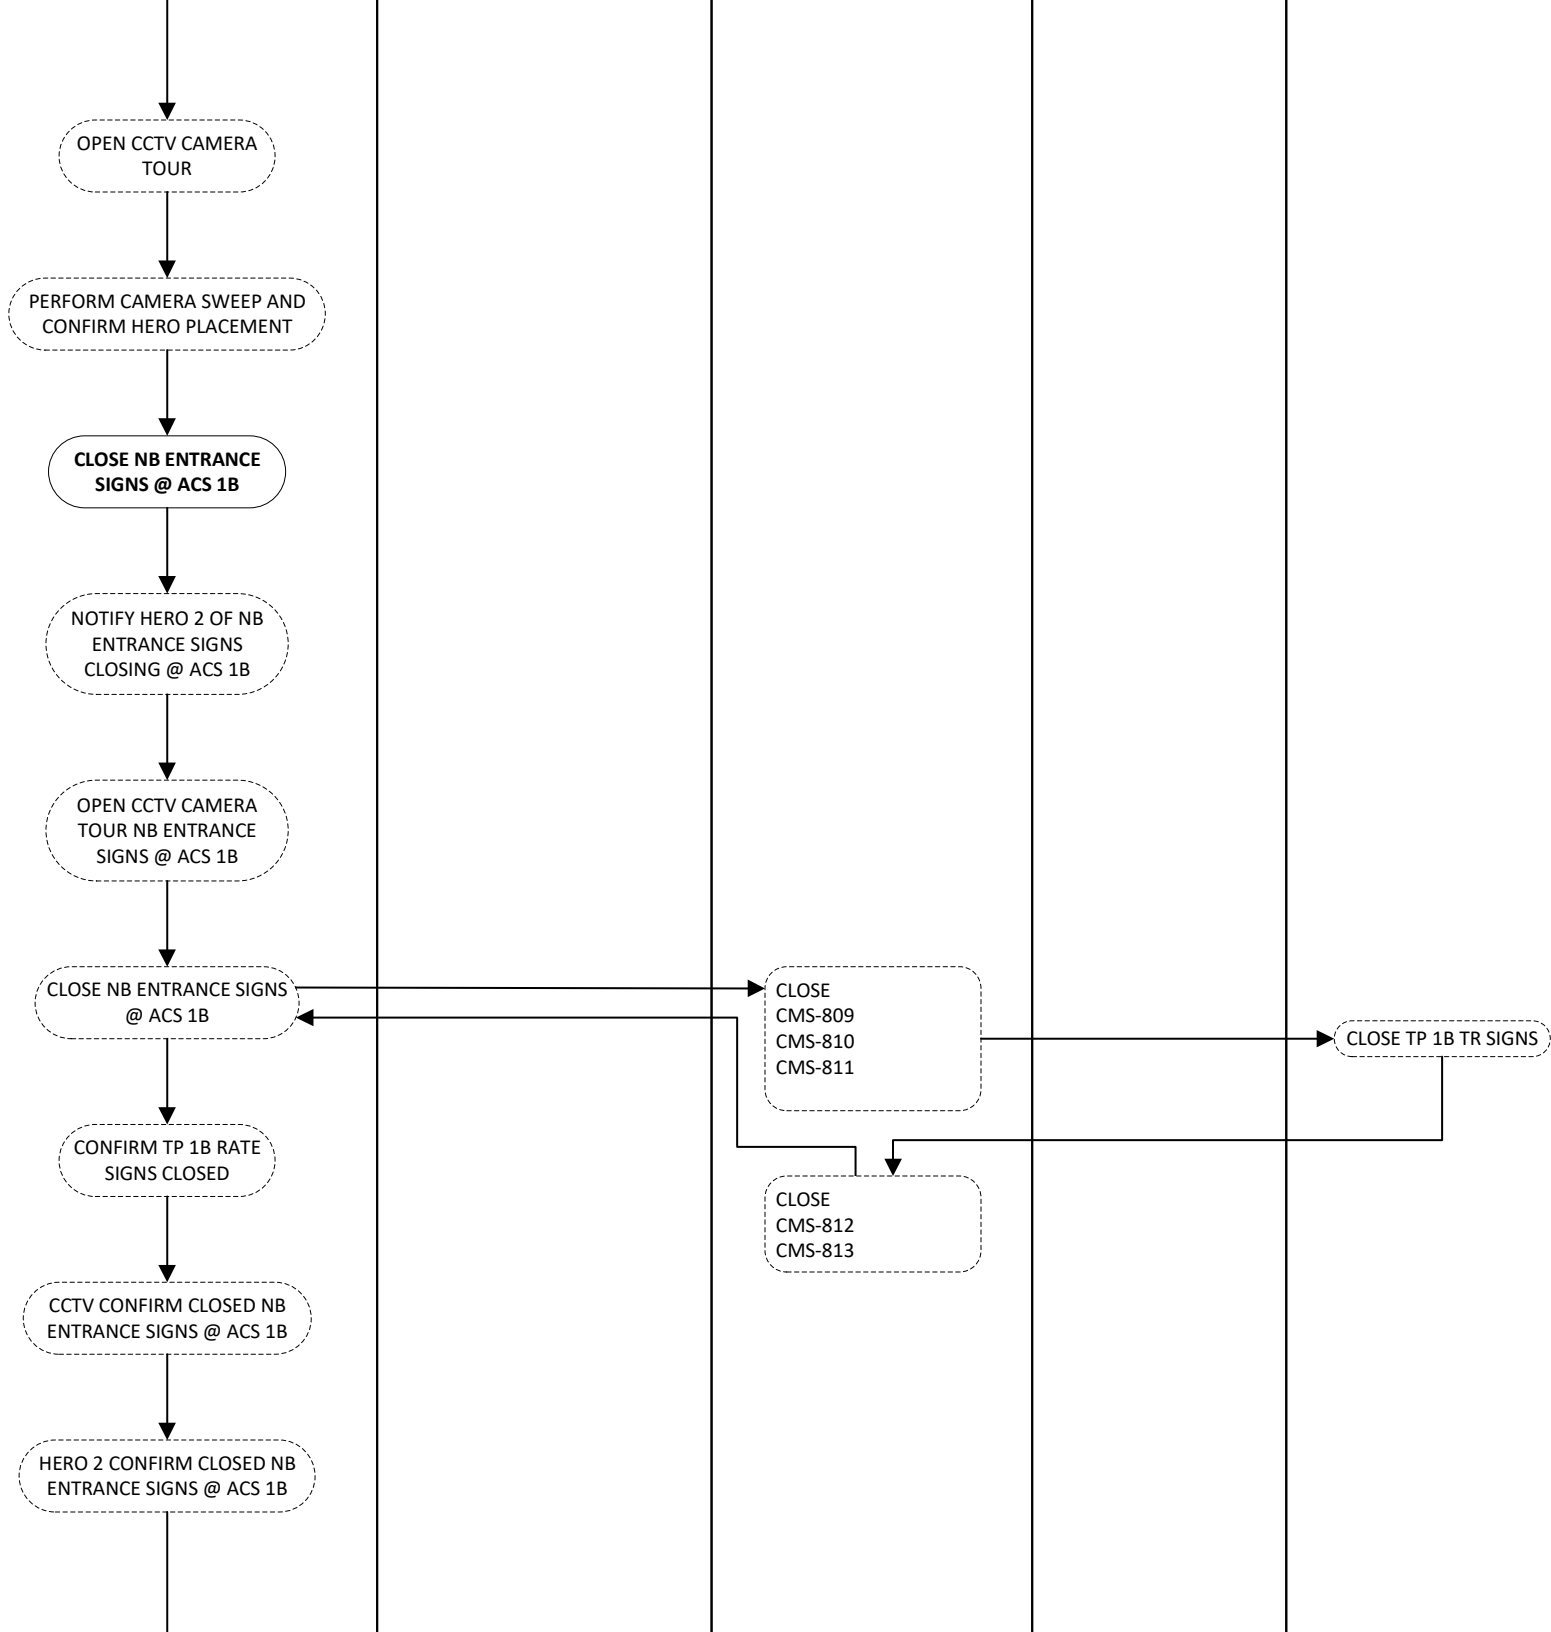 OPEN CCTV CAMERA
TOUR
PERFORM CAMERA SWEEP AND
CONFIRM HERO PLACEMENT
CLOSE NB ENTRANCE
SIGNS @ ACS 1B
NOTIFY HERO 2 OF NB
ENTRANCE SIGNS
CLOSING @ ACS 1B
OPEN CCTV CAMERA
TOUR NB ENTRANCE
SIGNS @ ACS 1B
CLOSE NB ENTRANCE SIGNS
@ ACS 1B
CLOSE
CMS-809
CMS-810
CMS-811
CLOSE TP 1B TR SIGNS
CLOSE
CMS-812
CMS-813
CONFIRM TP 1B RATE
SIGNS CLOSED
CCTV CONFIRM CLOSED NB
ENTRANCE SIGNS @ ACS 1B
HERO 2 CONFIRM CLOSED NB
ENTRANCE SIGNS @ ACS 1B